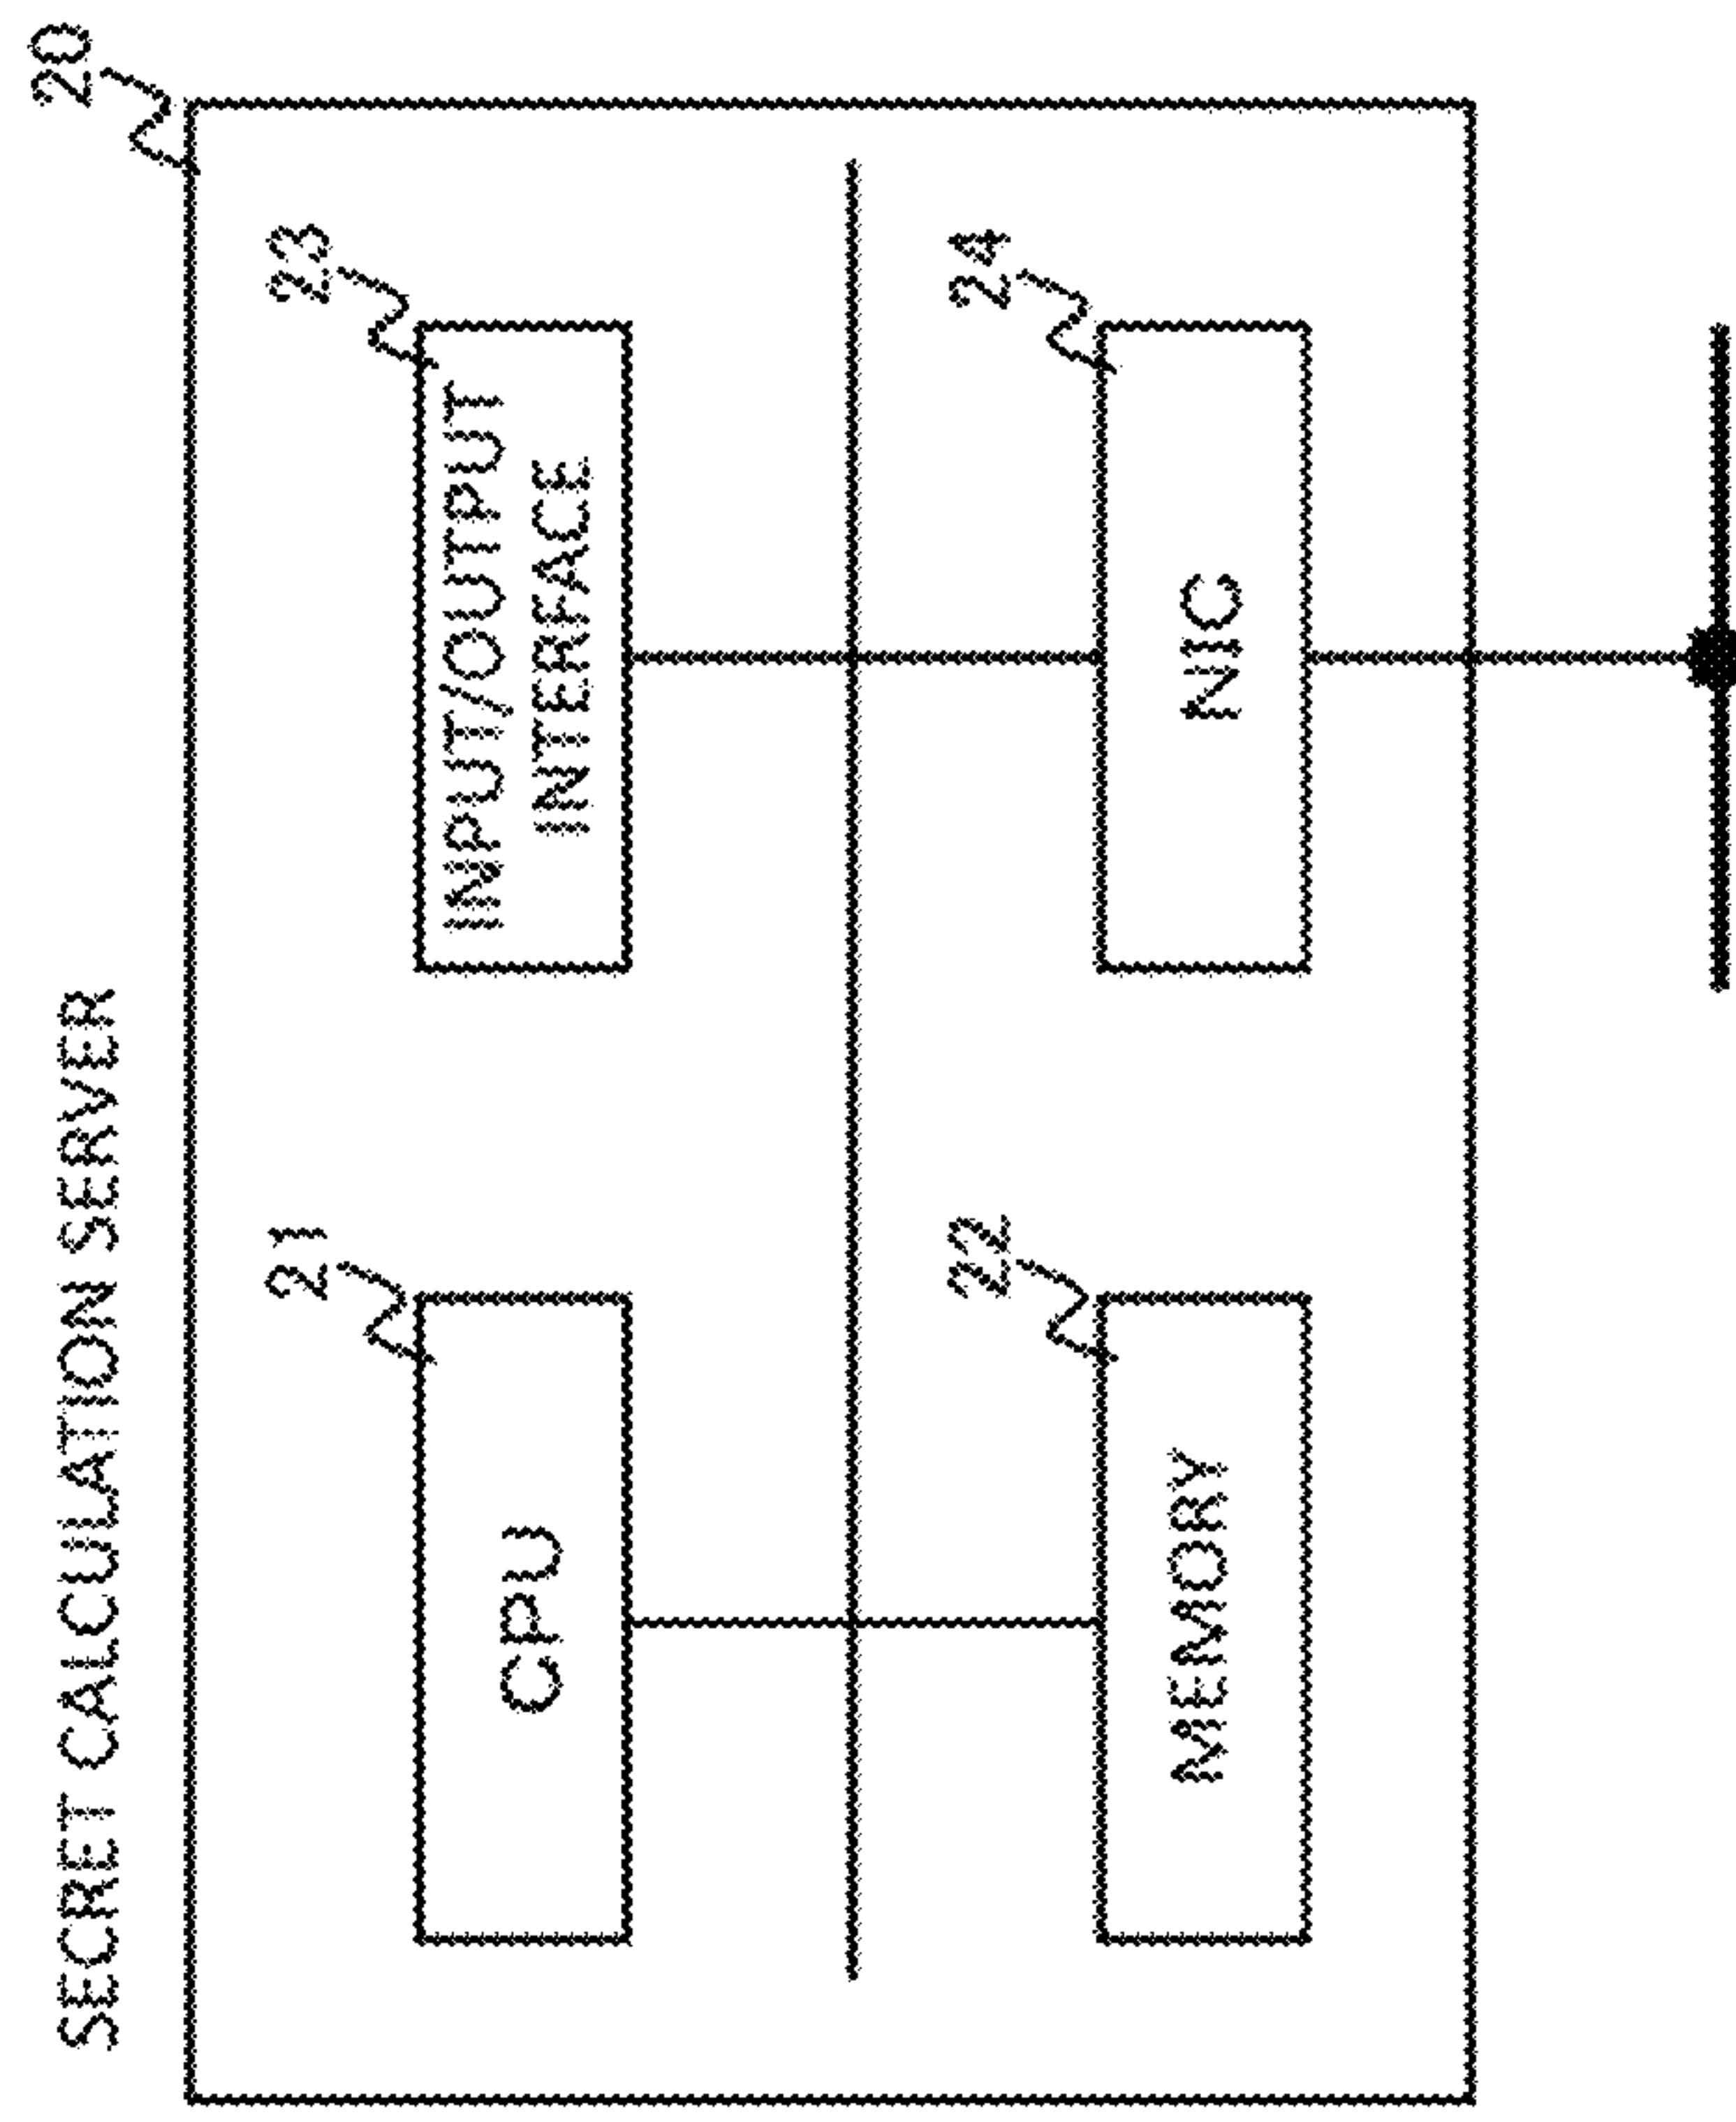 SECRET CALCULATION SERVER
20
21
CPU
23
INPUT/OUTPUT
INTERFACE
22
MEMORY
24
NIC